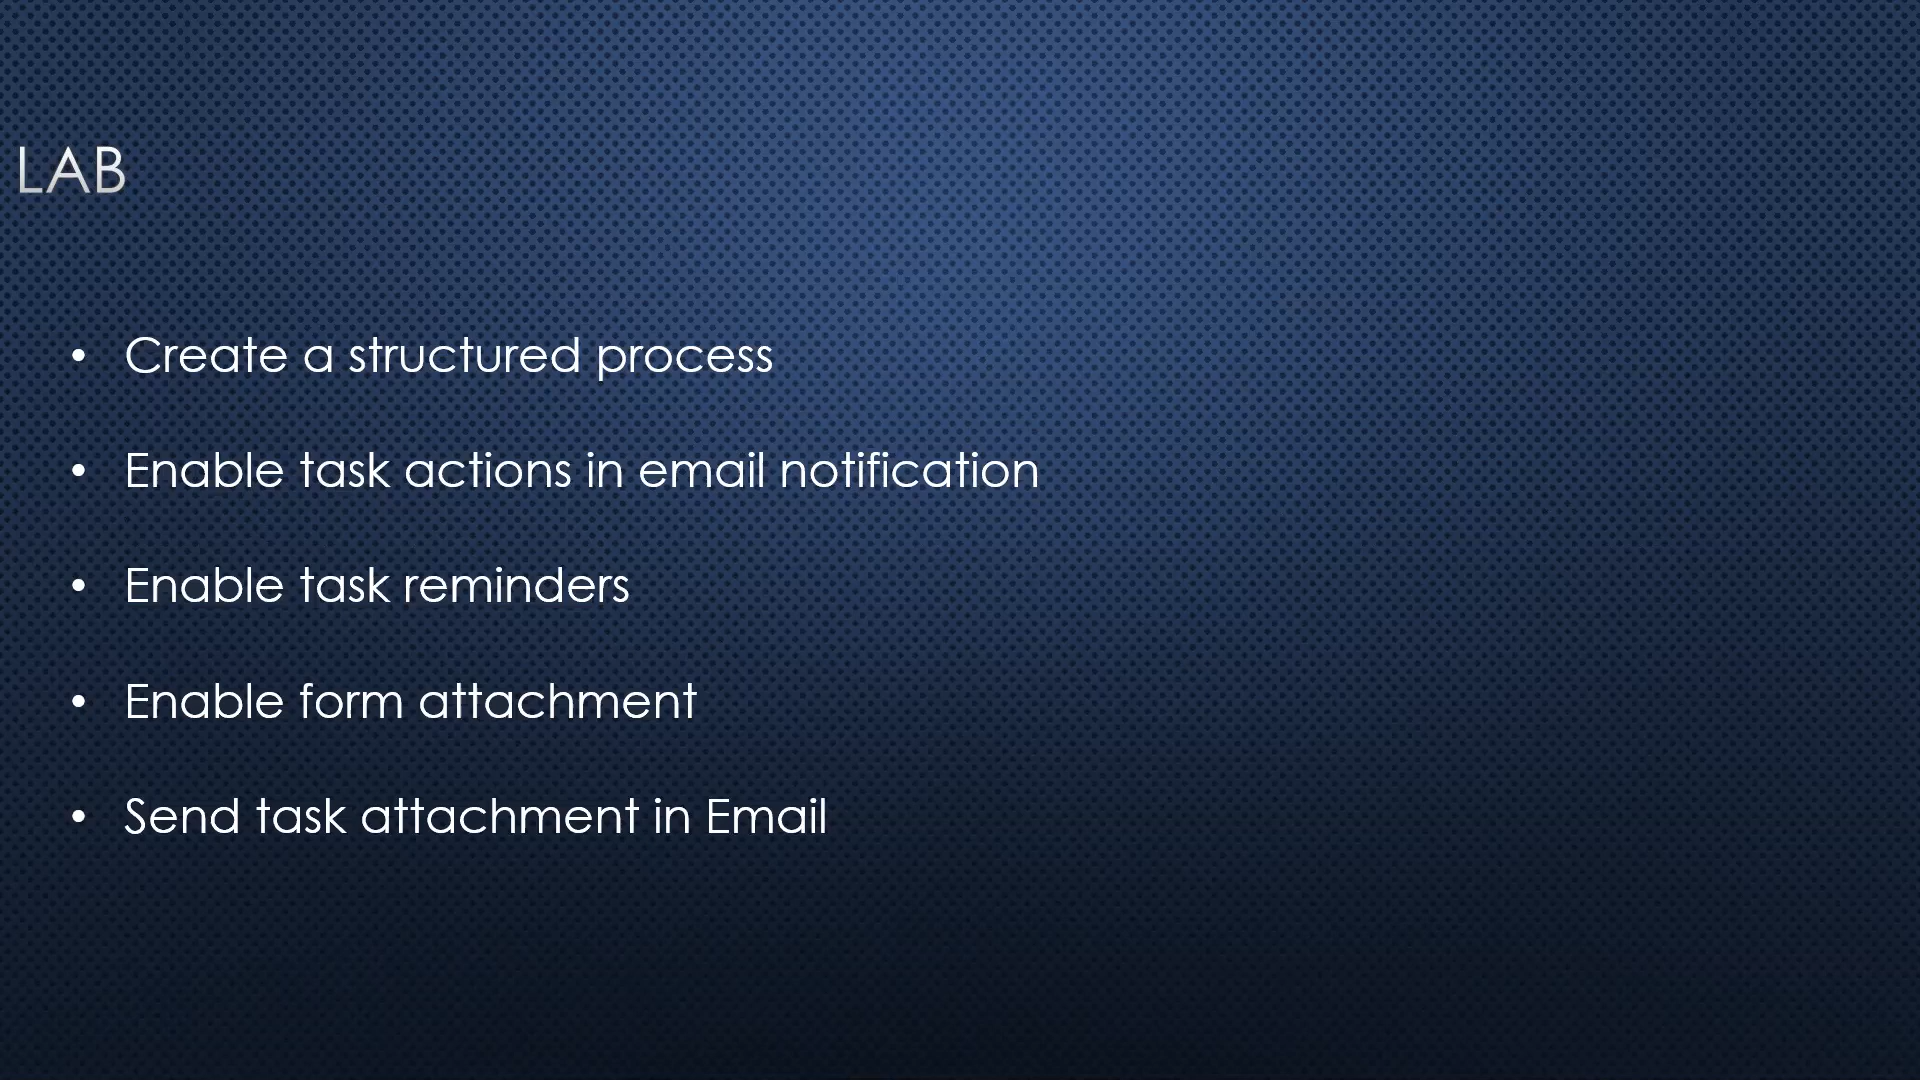 LAB
• Create a structured process
• Enable task actions in email notification
• Enable task reminders
• Enable form attachment
• Send task attachment in Email